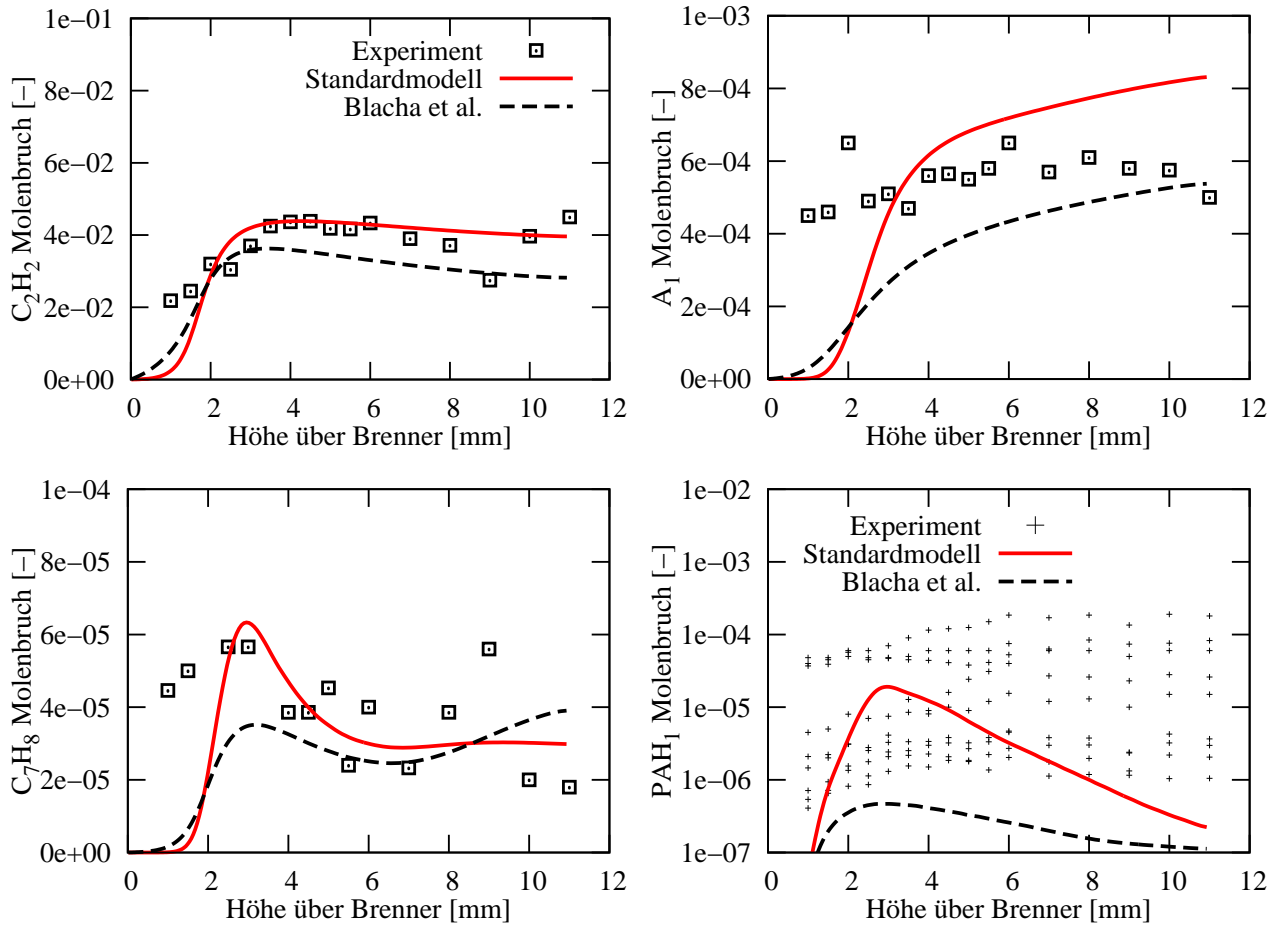 1e−01
8e−02
6e−02
4e−02
2e−02
0e+00
C₂H₂ Molenbruch [−]
Experiment
Standardmodell
Blacha et al.
0 2 4 6 8 10 12
Höhe über Brenner [mm]
1e−03
8e−04
6e−04
4e−04
2e−04
0e+00
A₁ Molenbruch [−]
0 2 4 6 8 10 12
Höhe über Brenner [mm]
1e−04
8e−05
6e−05
4e−05
2e−05
0e+00
C₇H₈ Molenbruch [−]
0 2 4 6 8 10 12
Höhe über Brenner [mm]
1e−02
1e−03
1e−04
1e−05
1e−06
1e−07
PAH₁ Molenbruch [−]
Experiment
Standardmodell
Blacha et al.
0 2 4 6 8 10 12
Höhe über Brenner [mm]